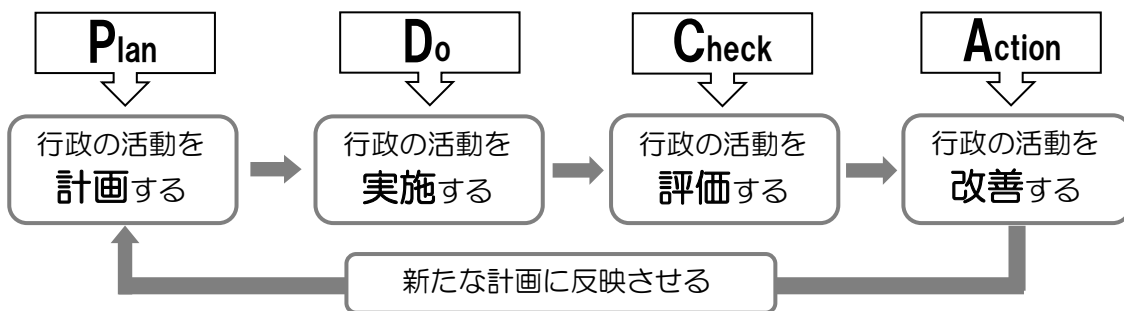 Plan
Do
Check
Action
行政の活動を
計画する
行政の活動を
実施する
行政の活動を
評価する
行政の活動を
改善する
新たな計画に反映させる